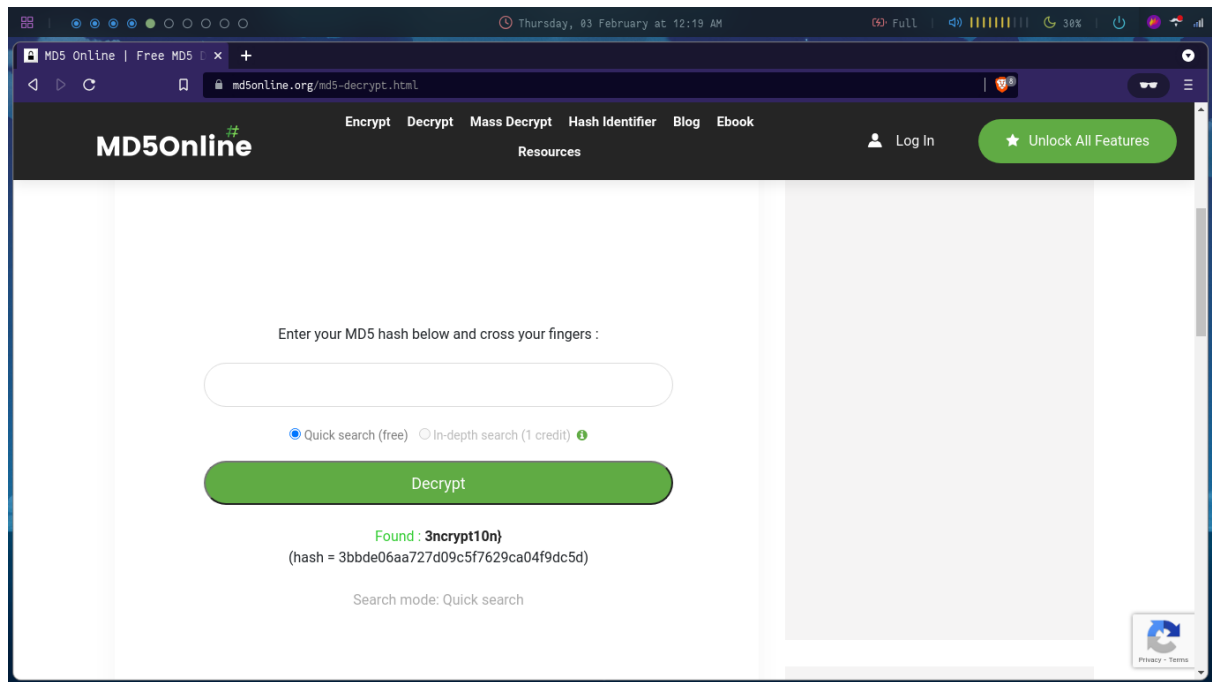 Thursday, 03 February at 12:19 AM
Full
30%
MD5 Online | Free MD5
md5online.org/md5-decrypt.html
8
MD5Online#
Encrypt Decrypt Mass Decrypt Hash Identifier Blog Ebook
Resources
Log In
Unlock All Features
Enter your MD5 hash below and cross your fingers :
Quick search (free) In-depth search (1 credit)
Decrypt
Found : 3ncrypt10n}
(hash = 3bbde06aa727d09c5f7629ca04f9dc5d)
Search mode: Quick search
Privacy - Terms